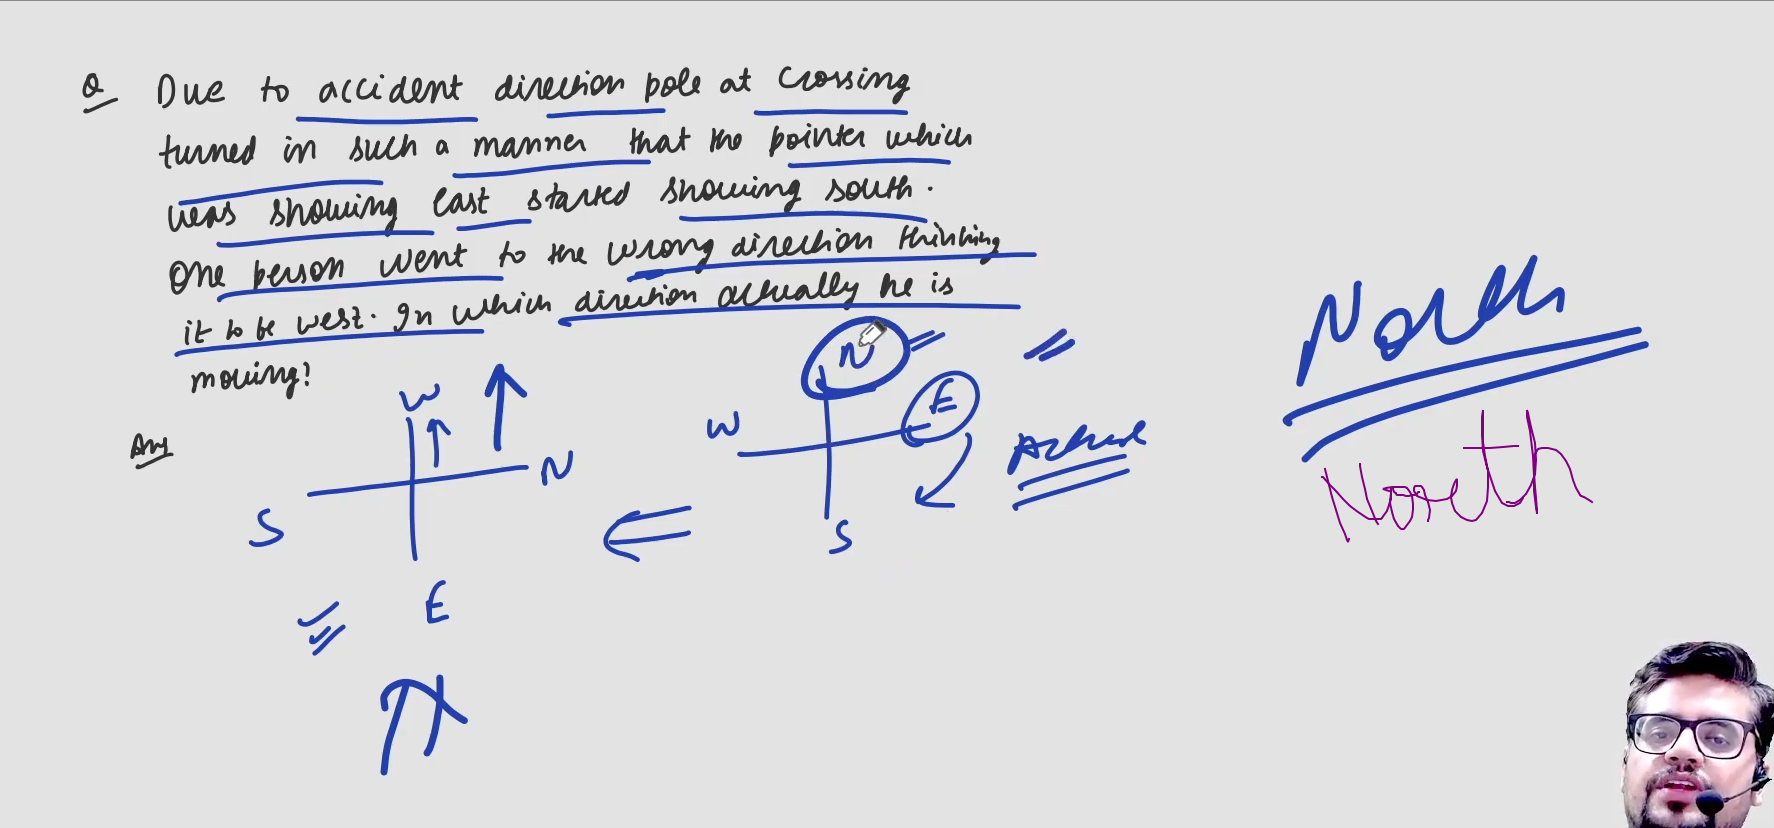 Q Due to accident direction pole at crossing
turned in such a manner that the pointer which
was showing east started showing south.
One person went to the wrong direction thinking
it to be west. In which direction actually he is
moving?
Ans
W
N
S
E
N
E
W
S
Actual
North
North